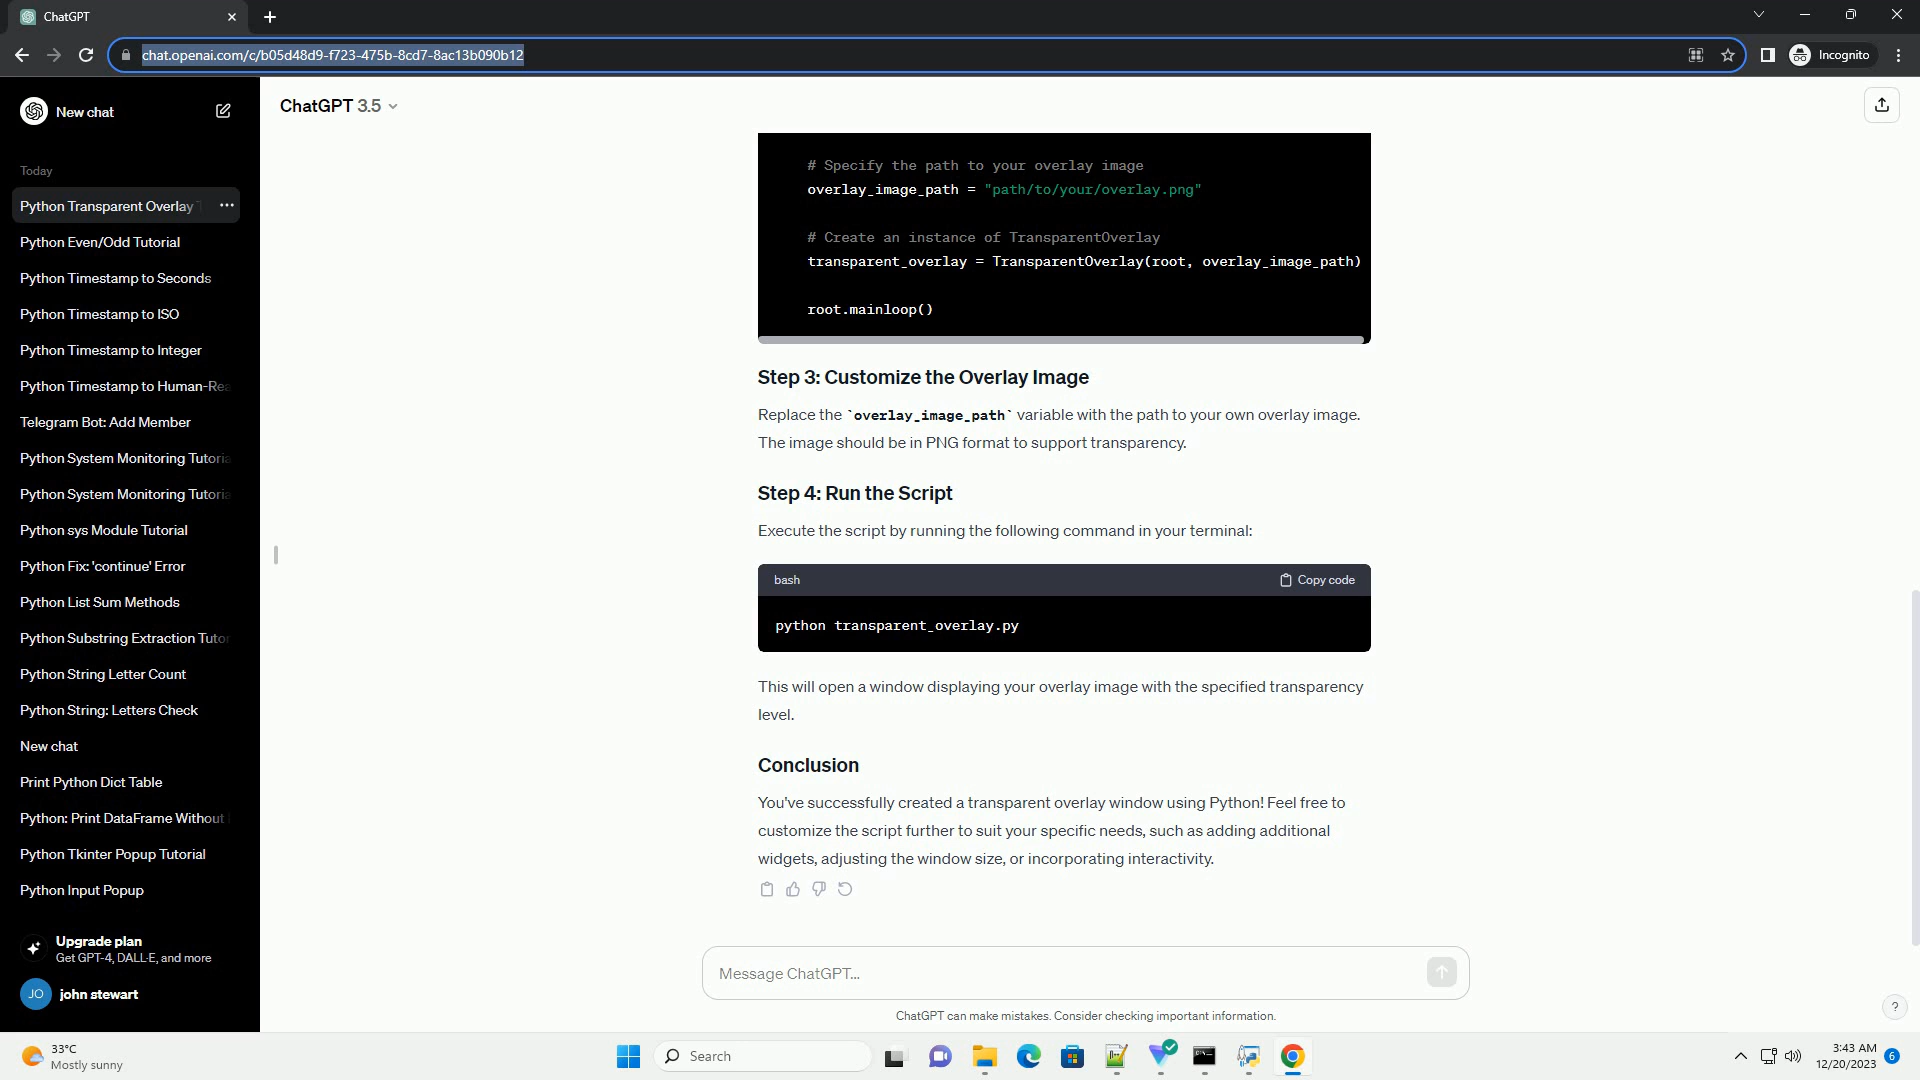 ChatGPT
chat.openai.com/c/b05d48d9-f723-475b-8cd7-8ac13b090b12
Incognito
New chat
ChatGPT 3.5
Today
Python Transparent Overlay T
Python Even/Odd Tutorial
Python Timestamp to Seconds
Python Timestamp to ISO
Python Timestamp to Integer
Python Timestamp to Human-Rea
Telegram Bot: Add Member
Python System Monitoring Tutoria
Python System Monitoring Tutoria
Python sys Module Tutorial
Python Fix: 'continue' Error
Python List Sum Methods
Python Substring Extraction Tutor
Python String Letter Count
Python String: Letters Check
New chat
Print Python Dict Table
Python: Print DataFrame Without
Python Tkinter Popup Tutorial
Python Input Popup
Upgrade plan
Get GPT-4, DALL·E, and more
JO john stewart
# Specify the path to your overlay image
overlay_image_path = "path/to/your/overlay.png"
# Create an instance of TransparentOverlay
transparent_overlay = TransparentOverlay(root, overlay_image_path)
root.mainloop()
Step 3: Customize the Overlay Image
Replace the `overlay_image_path` variable with the path to your own overlay image.
The image should be in PNG format to support transparency.
Step 4: Run the Script
Execute the script by running the following command in your terminal:
bash Copy code
python transparent_overlay.py
This will open a window displaying your overlay image with the specified transparency
level.
Conclusion
You've successfully created a transparent overlay window using Python! Feel free to
customize the script further to suit your specific needs, such as adding additional
widgets, adjusting the window size, or incorporating interactivity.
Message ChatGPT...
ChatGPT can make mistakes. Consider checking important information.
?
33°C
Mostly sunny
Search
3:43 AM
12/20/2023
6